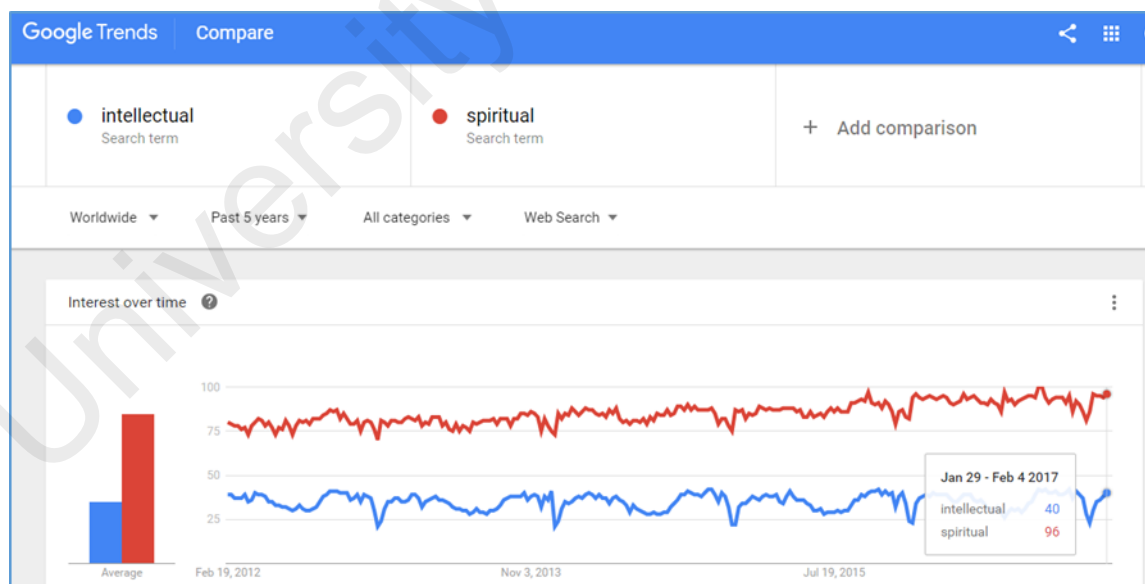 Google Trends Compare
intellectual
Search term
spiritual
Search term
+ Add comparison
Worldwide
Past 5 years
All categories
Web Search
Interest over time
100
75
50
25
Average
Feb 19, 2012
Nov 3, 2013
Jul 19, 2015
Jan 29 - Feb 4 2017
intellectual 40
spiritual 96
University